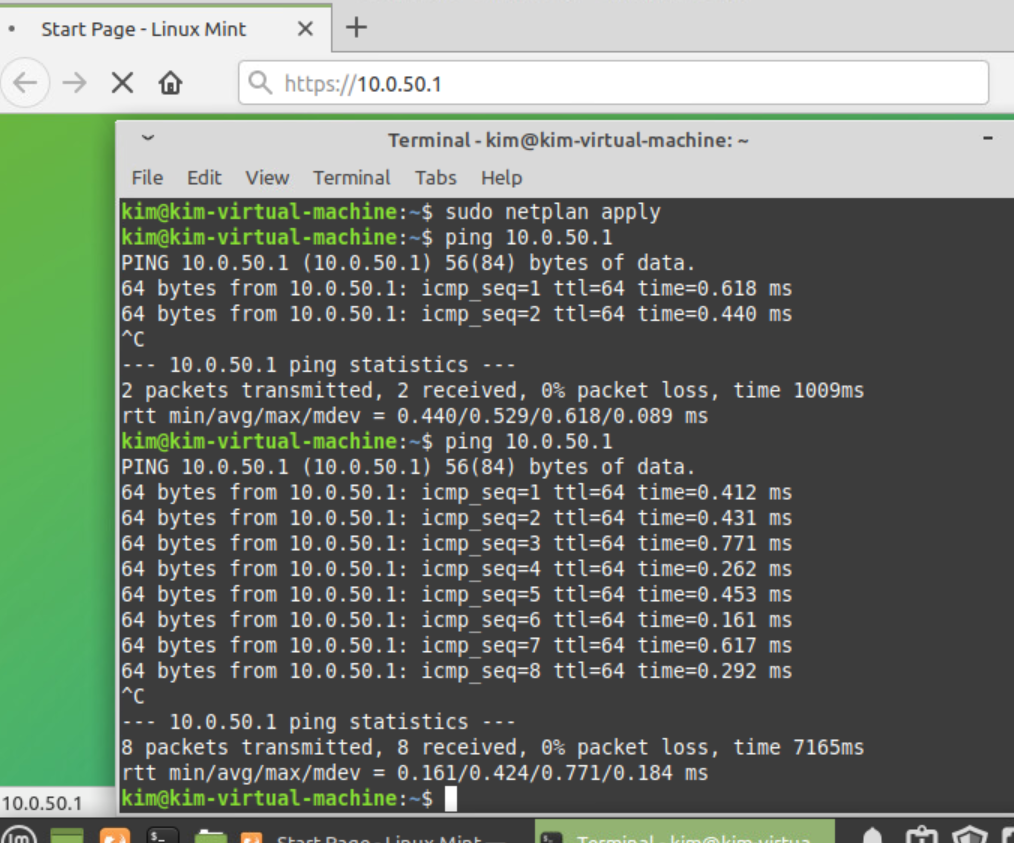 Start Page - Linux Mint
https://10.0.50.1
Terminal - kim@kim-virtual-machine: ~
File Edit View Terminal Tabs Help
kim@kim-virtual-machine:~$ sudo netplan apply
kim@kim-virtual-machine:~$ ping 10.0.50.1
PING 10.0.50.1 (10.0.50.1) 56(84) bytes of data.
64 bytes from 10.0.50.1: icmp_seq=1 ttl=64 time=0.618 ms
64 bytes from 10.0.50.1: icmp_seq=2 ttl=64 time=0.440 ms
^C
--- 10.0.50.1 ping statistics ---
2 packets transmitted, 2 received, 0% packet loss, time 1009ms
rtt min/avg/max/mdev = 0.440/0.529/0.618/0.089 ms
kim@kim-virtual-machine:~$ ping 10.0.50.1
PING 10.0.50.1 (10.0.50.1) 56(84) bytes of data.
64 bytes from 10.0.50.1: icmp_seq=1 ttl=64 time=0.412 ms
64 bytes from 10.0.50.1: icmp_seq=2 ttl=64 time=0.431 ms
64 bytes from 10.0.50.1: icmp_seq=3 ttl=64 time=0.771 ms
64 bytes from 10.0.50.1: icmp_seq=4 ttl=64 time=0.262 ms
64 bytes from 10.0.50.1: icmp_seq=5 ttl=64 time=0.453 ms
64 bytes from 10.0.50.1: icmp_seq=6 ttl=64 time=0.161 ms
64 bytes from 10.0.50.1: icmp_seq=7 ttl=64 time=0.617 ms
64 bytes from 10.0.50.1: icmp_seq=8 ttl=64 time=0.292 ms
^C
--- 10.0.50.1 ping statistics ---
8 packets transmitted, 8 received, 0% packet loss, time 7165ms
rtt min/avg/max/mdev = 0.161/0.424/0.771/0.184 ms
kim@kim-virtual-machine:~$
10.0.50.1
Start Page - Linux Mint - Terminal - kim@kim-virtua